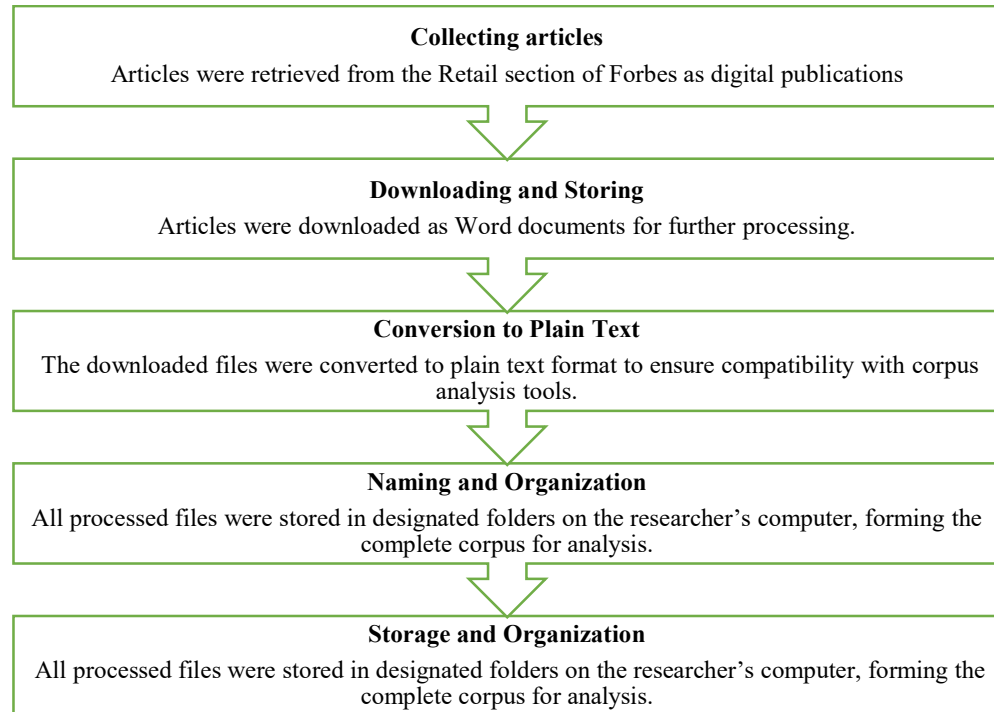 Collecting articles
Articles were retrieved from the Retail section of Forbes as digital publications
Downloading and Storing
Articles were downloaded as Word documents for further processing.
Conversion to Plain Text
The downloaded files were converted to plain text format to ensure compatibility with corpus
analysis tools.
Naming and Organization
All processed files were stored in designated folders on the researcher’s computer, forming the
complete corpus for analysis.
Storage and Organization
All processed files were stored in designated folders on the researcher’s computer, forming the
complete corpus for analysis.